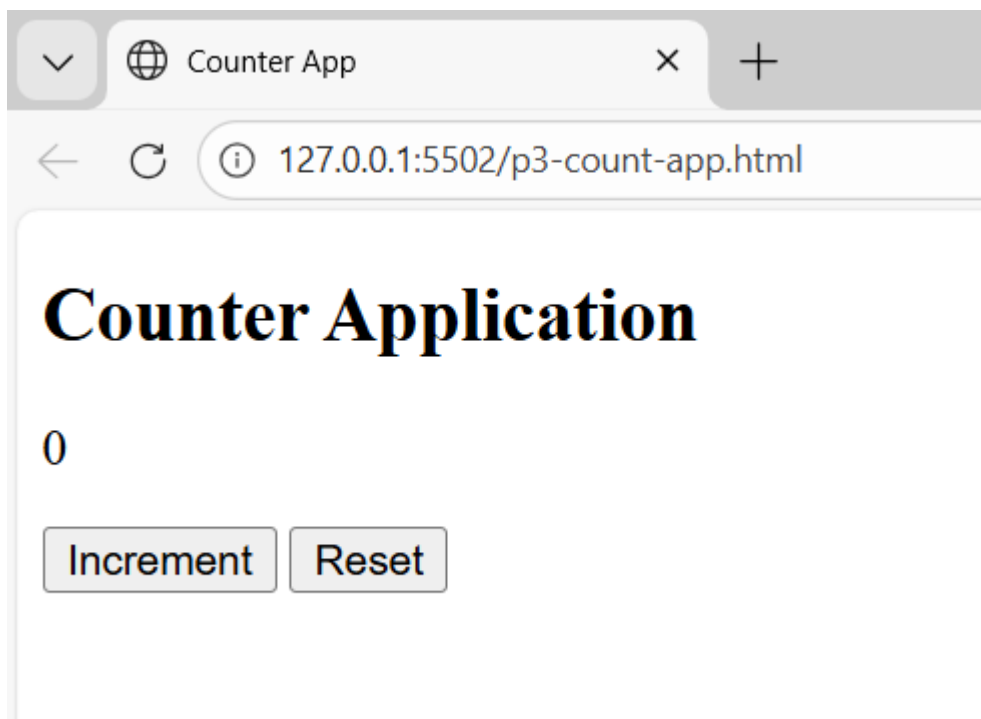 Counter App
127.0.0.1:5502/p3-count-app.html
Counter Application
0
Increment Reset